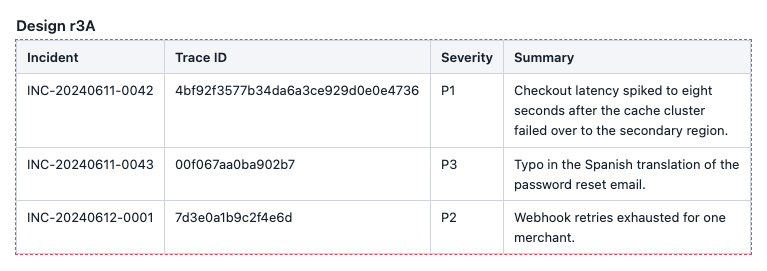 Design r3A
Incident Trace ID Severity Summary
INC-20240611-0042 4bf92f3577b34da6a3ce929d0e0e4736 P1 Checkout latency spiked to eight
seconds after the cache cluster
failed over to the secondary region.
INC-20240611-0043 00f067aa0ba902b7 P3 Typo in the Spanish translation of the
password reset email.
INC-20240612-0001 7d3e0a1b9c2f4e6d P2 Webhook retries exhausted for one
merchant.